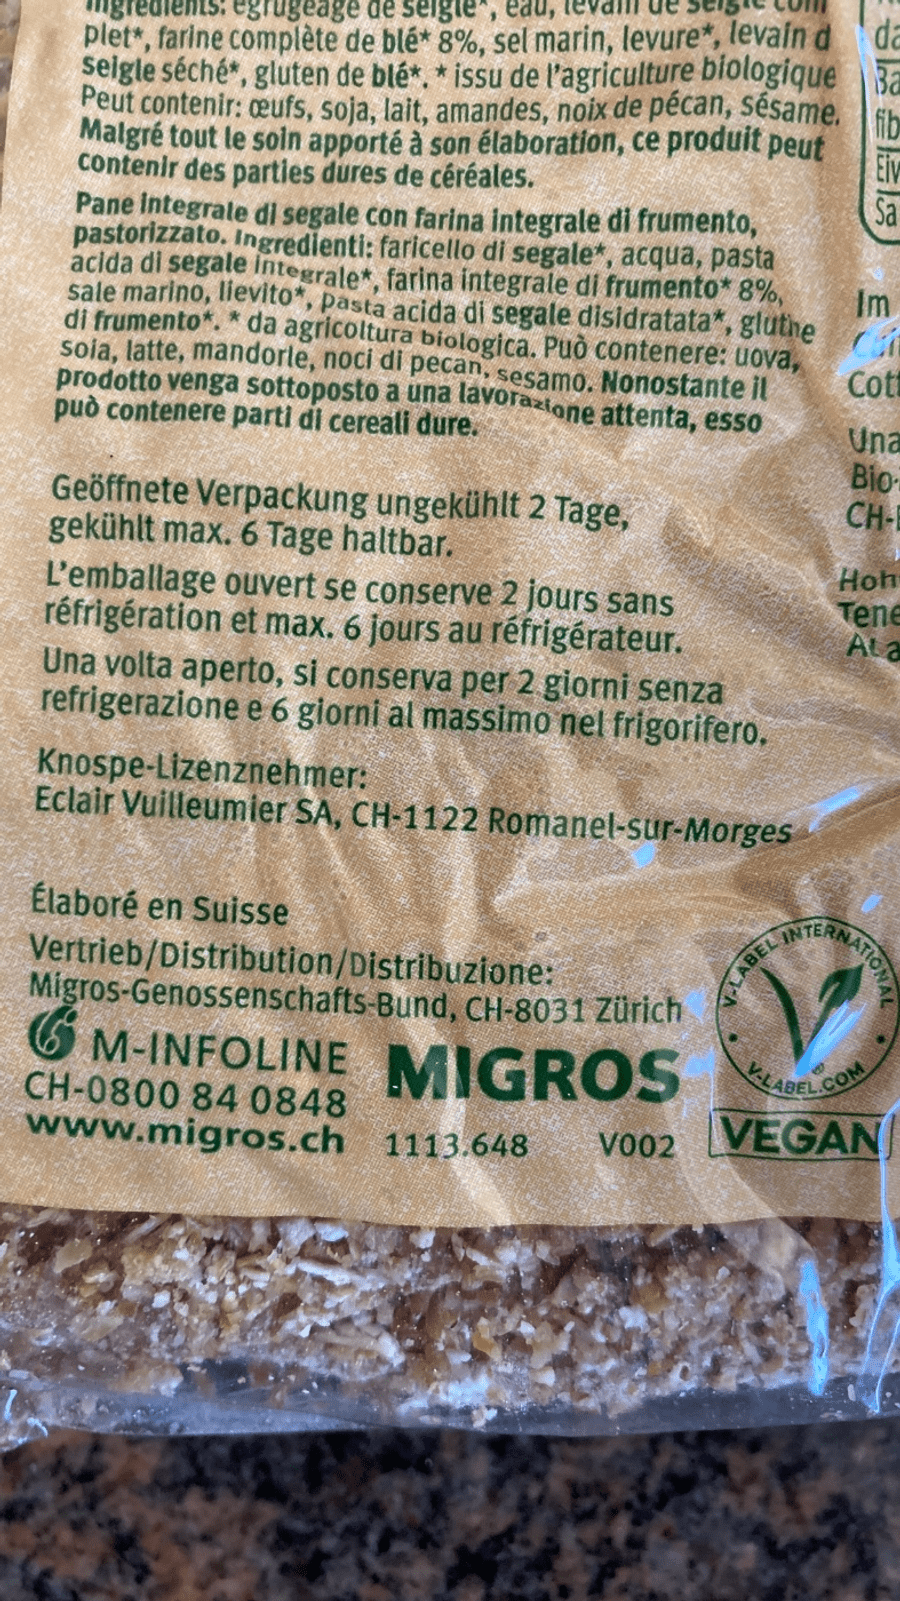 Ingrédients: égrugeage de seigle*, eau, levain de seigle com
plet*, farine complète de blé* 8%, sel marin, levure*, levain d
seigle séché*, gluten de blé*. * issu de l'agriculture biologique
Peut contenir: œufs, soja, lait, amandes, noix de pécan, sésame.
Malgré tout le soin apporté à son élaboration, ce produit peut
contenir des parties dures de céréales.
Pane integrale di segale con farina integrale di frumento,
pastorizzato. Ingredienti: faricello di segale*, acqua, pasta
acida di segale integrale*, farina integrale di frumento* 8%,
sale marino, lievito*, pasta acida di segale disidratata*, glutine
di frumento*. * da agricoltura biologica. Può contenere: uova,
soia, latte, mandorle, noci di pecan, sesamo. Nonostante il
prodotto venga sottoposto a una lavorazione attenta, esso
può contenere parti di cereali dure.
Geöffnete Verpackung ungekühlt 2 Tage,
gekühlt max. 6 Tage haltbar.
L'emballage ouvert se conserve 2 jours sans
réfrigération et max. 6 jours au réfrigérateur.
Una volta aperto, si conserva per 2 giorni senza
refrigerazione e 6 giorni al massimo nel frigorifero.
Knospe-Lizenznehmer:
Eclair Vuilleumier SA, CH-1122 Romanel-sur-Morges
Élaboré en Suisse
Vertrieb/Distribution/Distribuzione:
Migros-Genossenschafts-Bund, CH-8031 Zürich
M-INFOLINE
CH-0800 84 0848
www.migros.ch
MIGROS
1113.648 V002
V-LABEL INTERNATIONAL
V-LABEL.COM
VEGAN
da
Ba
fib
Eiv
Sa
Im
Cott
Una
Bio-
CH-
Hoh
Tene
Al a